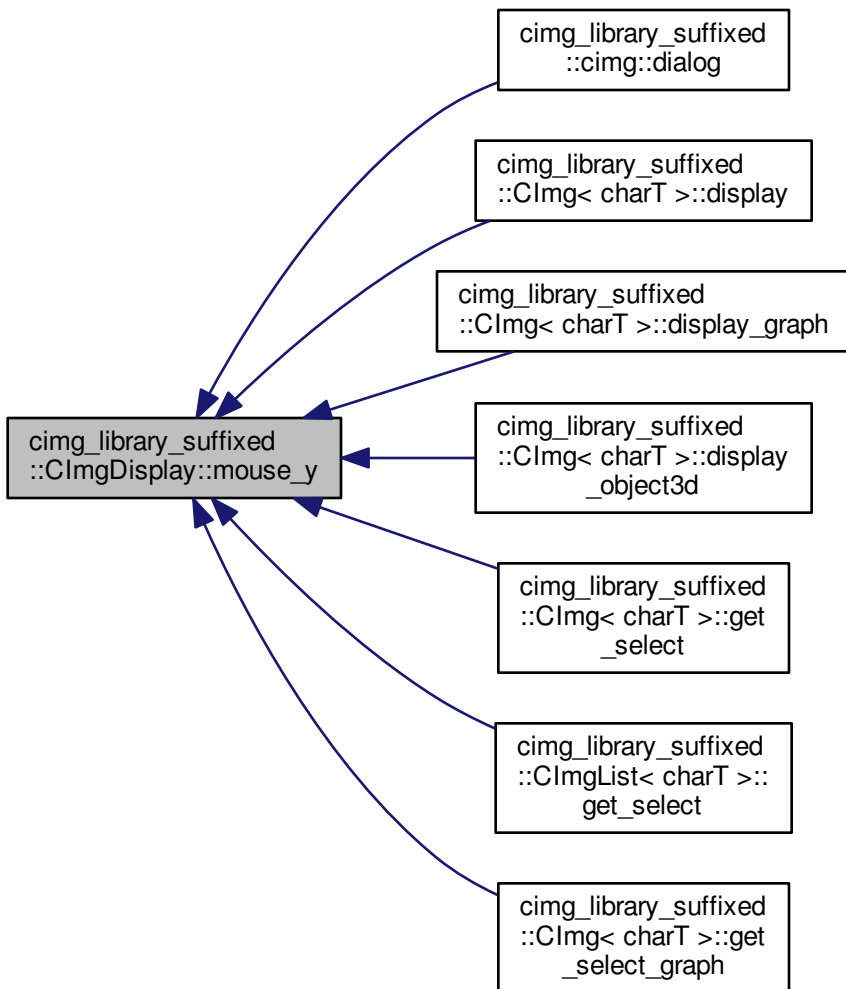 cimg_library_suffixed
::cimg::dialog
cimg_library_suffixed
::CImg< charT >::display
cimg_library_suffixed
::CImg< charT >::display_graph
cimg_library_suffixed
::CImgDisplay::mouse_y
cimg_library_suffixed
::CImg< charT >::display
_object3d
cimg_library_suffixed
::CImg< charT >::get
_select
cimg_library_suffixed
::CImgList< charT >::
get_select
cimg_library_suffixed
::CImg< charT >::get
_select_graph